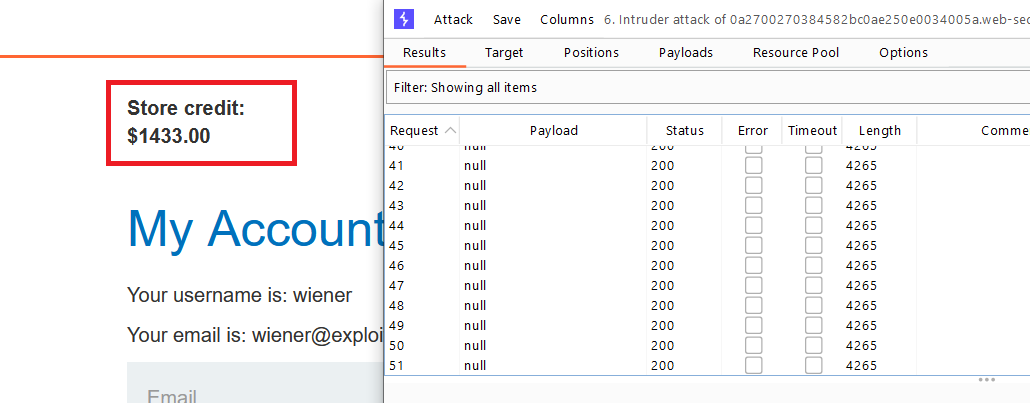 Store credit:
$1433.00
My Account
Your username is: wiener
Your email is: wiener@exploi
Email
Attack Save Columns 6. Intruder attack of 0a2700270384582bc0ae250e0034005a.web-sec
Results Target Positions Payloads Resource Pool Options
Filter: Showing all items
Request Payload Status Error Timeout Length Comme
40 null 200 4265
41 null 200 4265
42 null 200 4265
43 null 200 4265
44 null 200 4265
45 null 200 4265
46 null 200 4265
47 null 200 4265
48 null 200 4265
49 null 200 4265
50 null 200 4265
51 null 200 4265